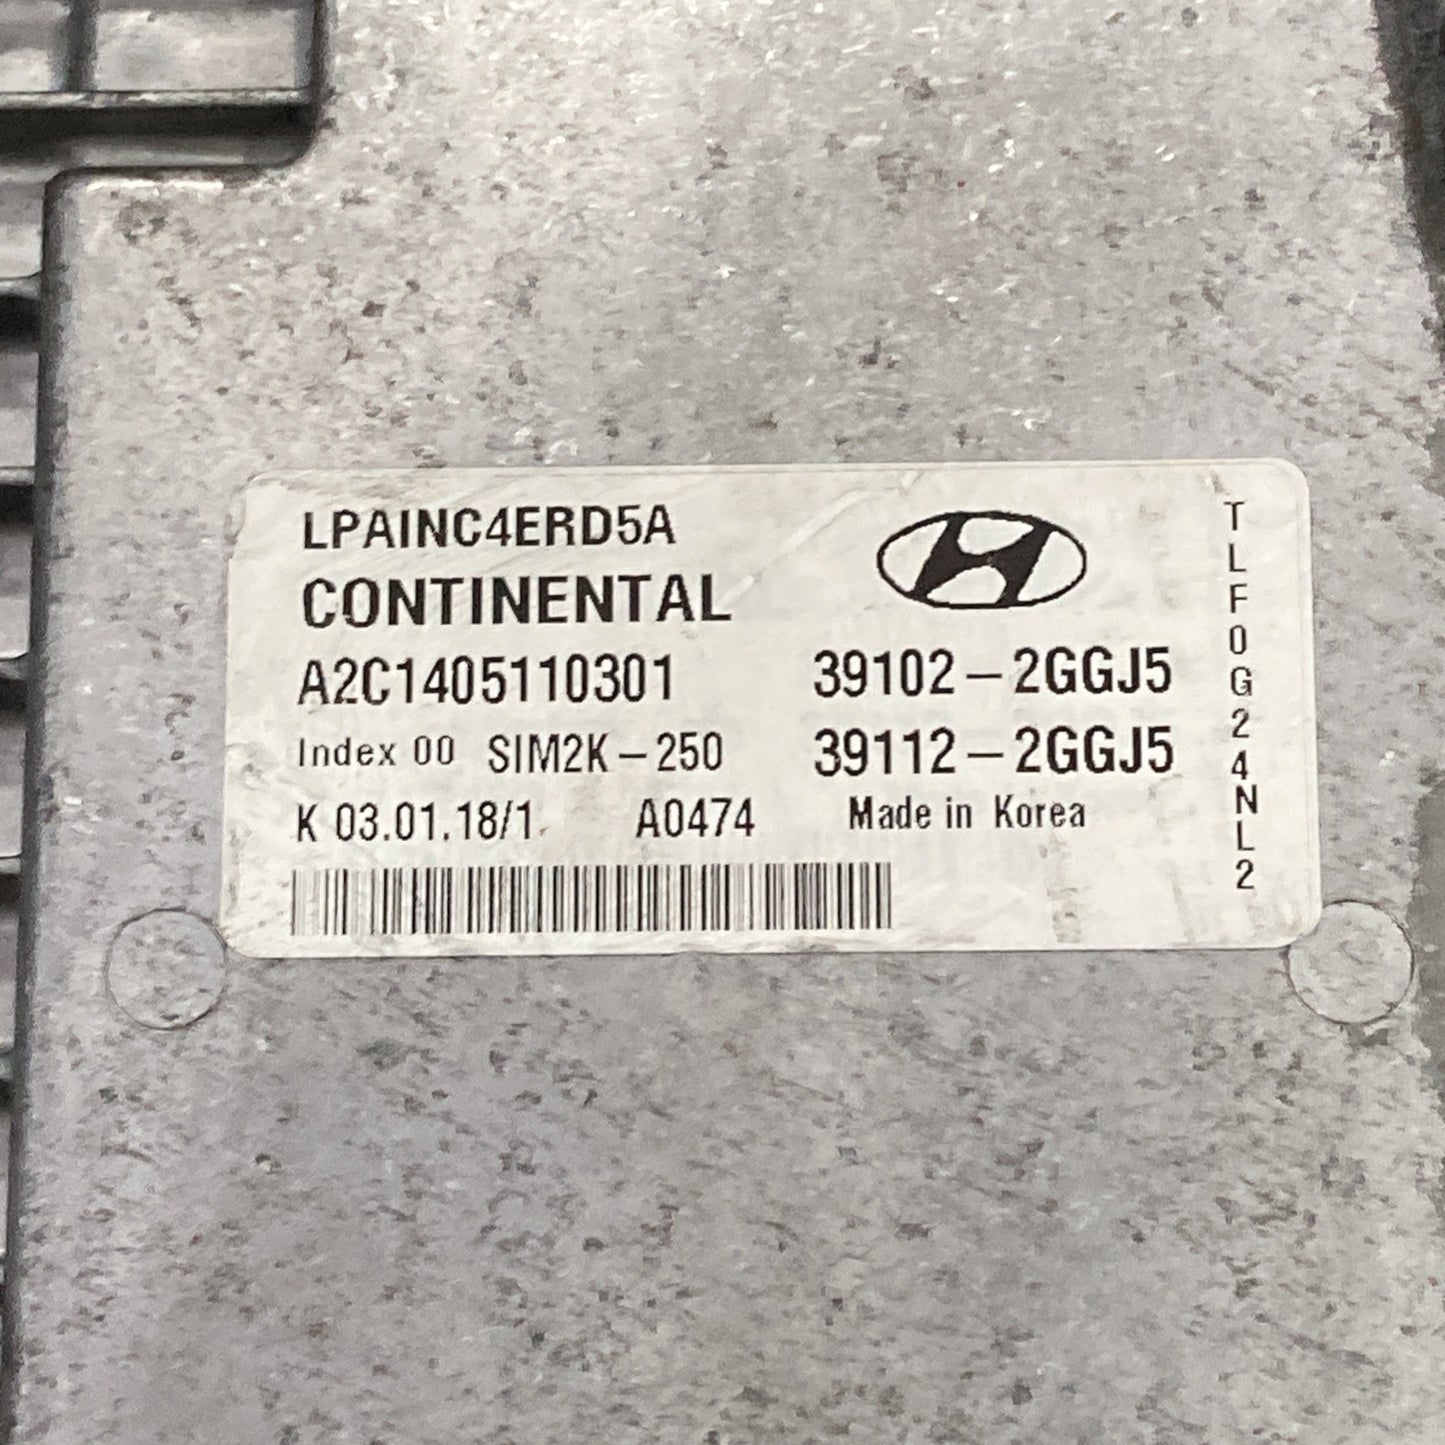 LPAINC4ERD5A
CONTINENTAL
A2C1405110301 39102-2GGJ5
Index 00 SIM2K-250 39112-2GGJ5
K 03.01.18/1 A0474 Made in Korea
TLF0G24NL2